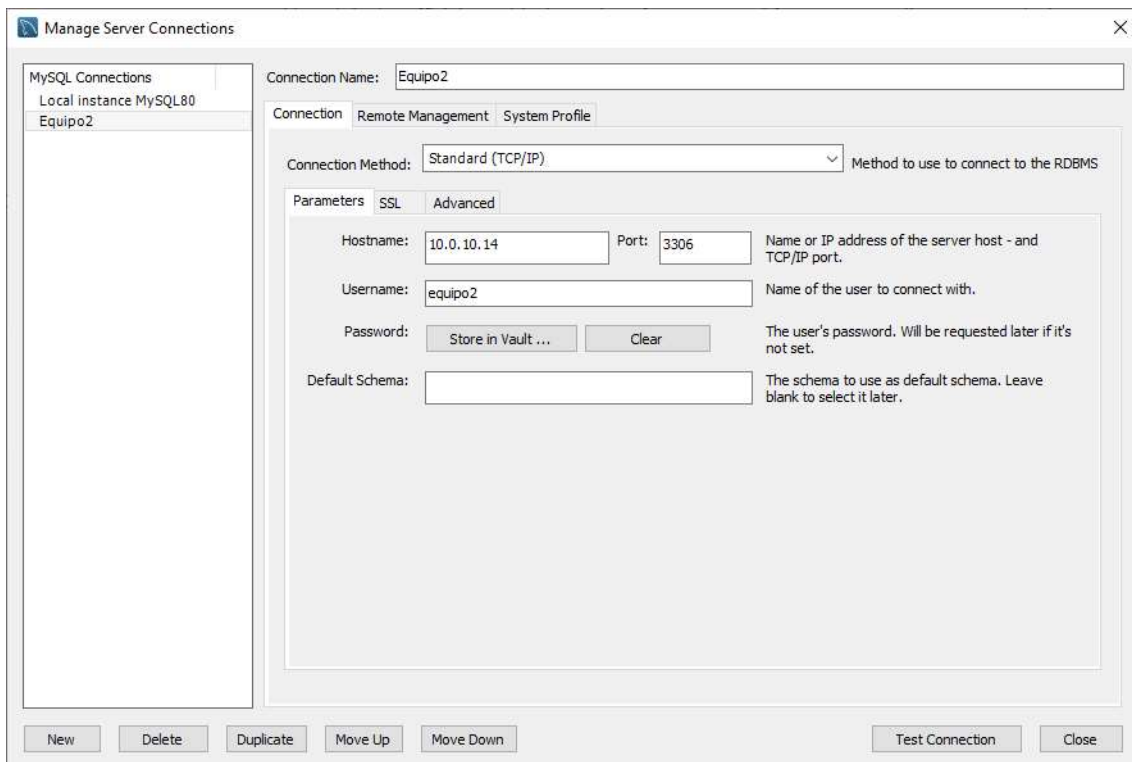 Manage Server Connections
MySQL Connections
Local instance MySQL80
Equipo2
Connection Name: Equipo2
Connection Remote Management System Profile
Connection Method: Standard (TCP/IP) Method to use to connect to the RDBMS
Parameters SSL Advanced
Hostname: 10.0.10.14 Port: 3306 Name or IP address of the server host - and
TCP/IP port.
Username: equipo2 Name of the user to connect with.
Password: Store in Vault ... Clear The user's password. Will be requested later if it's
not set.
Default Schema: The schema to use as default schema. Leave
blank to select it later.
New Delete Duplicate Move Up Move Down Test Connection Close